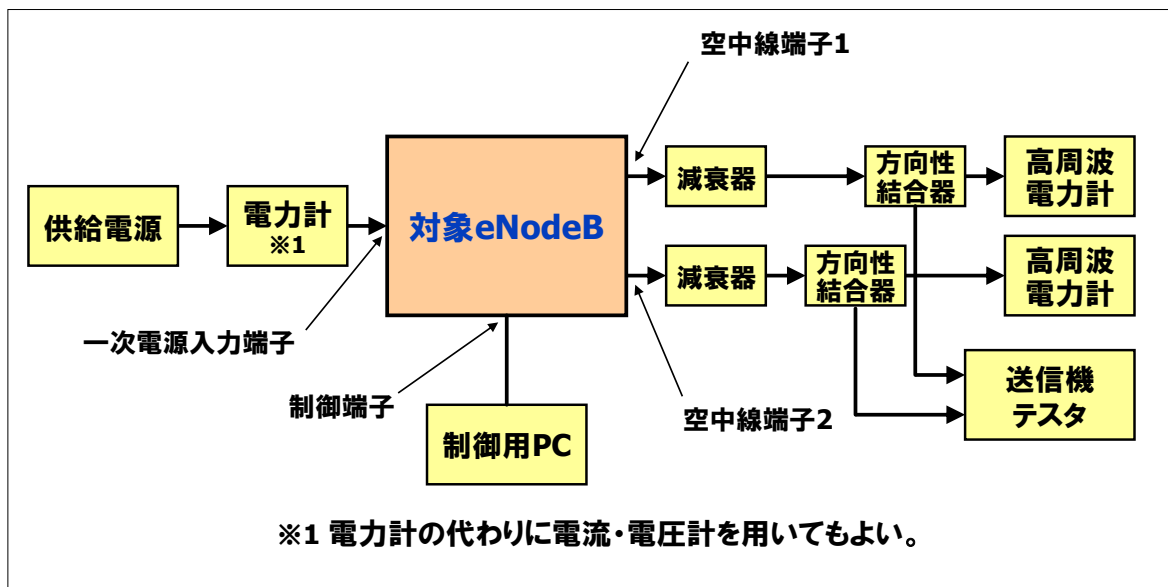 空中線端子1
減衰器
方向性
結合器
高周波
電力計
供給電源
電力計
※1
対象eNodeB
減衰器
方向性
結合器
高周波
電力計
一次電源入力端子
制御端子
制御用PC
空中線端子2
送信機
テスタ
※1 電力計の代わりに電流・電圧計を用いてもよい。